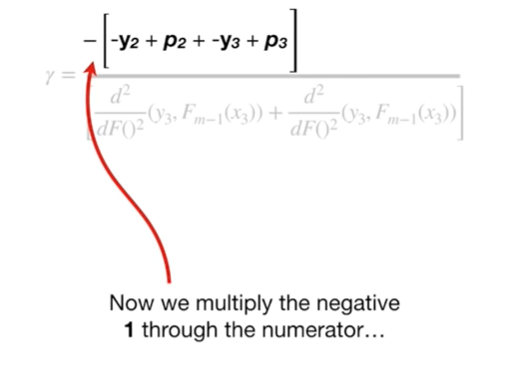 -[-y2 + p2 + -y3 + p3]
γ =
d²/dF()² (y₃, Fₘ₋₁(x₃)) + d²/dF()² (y₃, Fₘ₋₁(x₃))]
Now we multiply the negative
1 through the numerator…